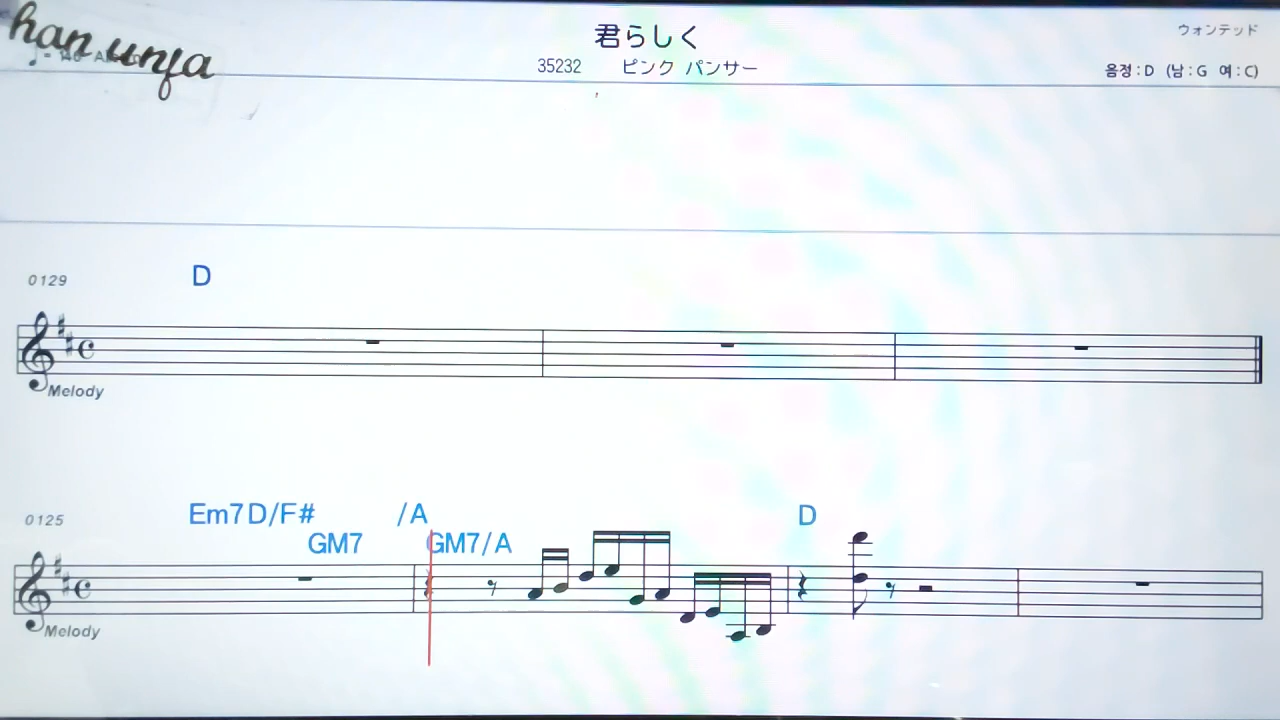 han unja
君らしく
ウォンテッド
35232 ピンク パンサー
음정:D (남:G 여:C)
0129
D
Melody
0125
Em7 D/F# /A D
GM7 GM7/A
Melody